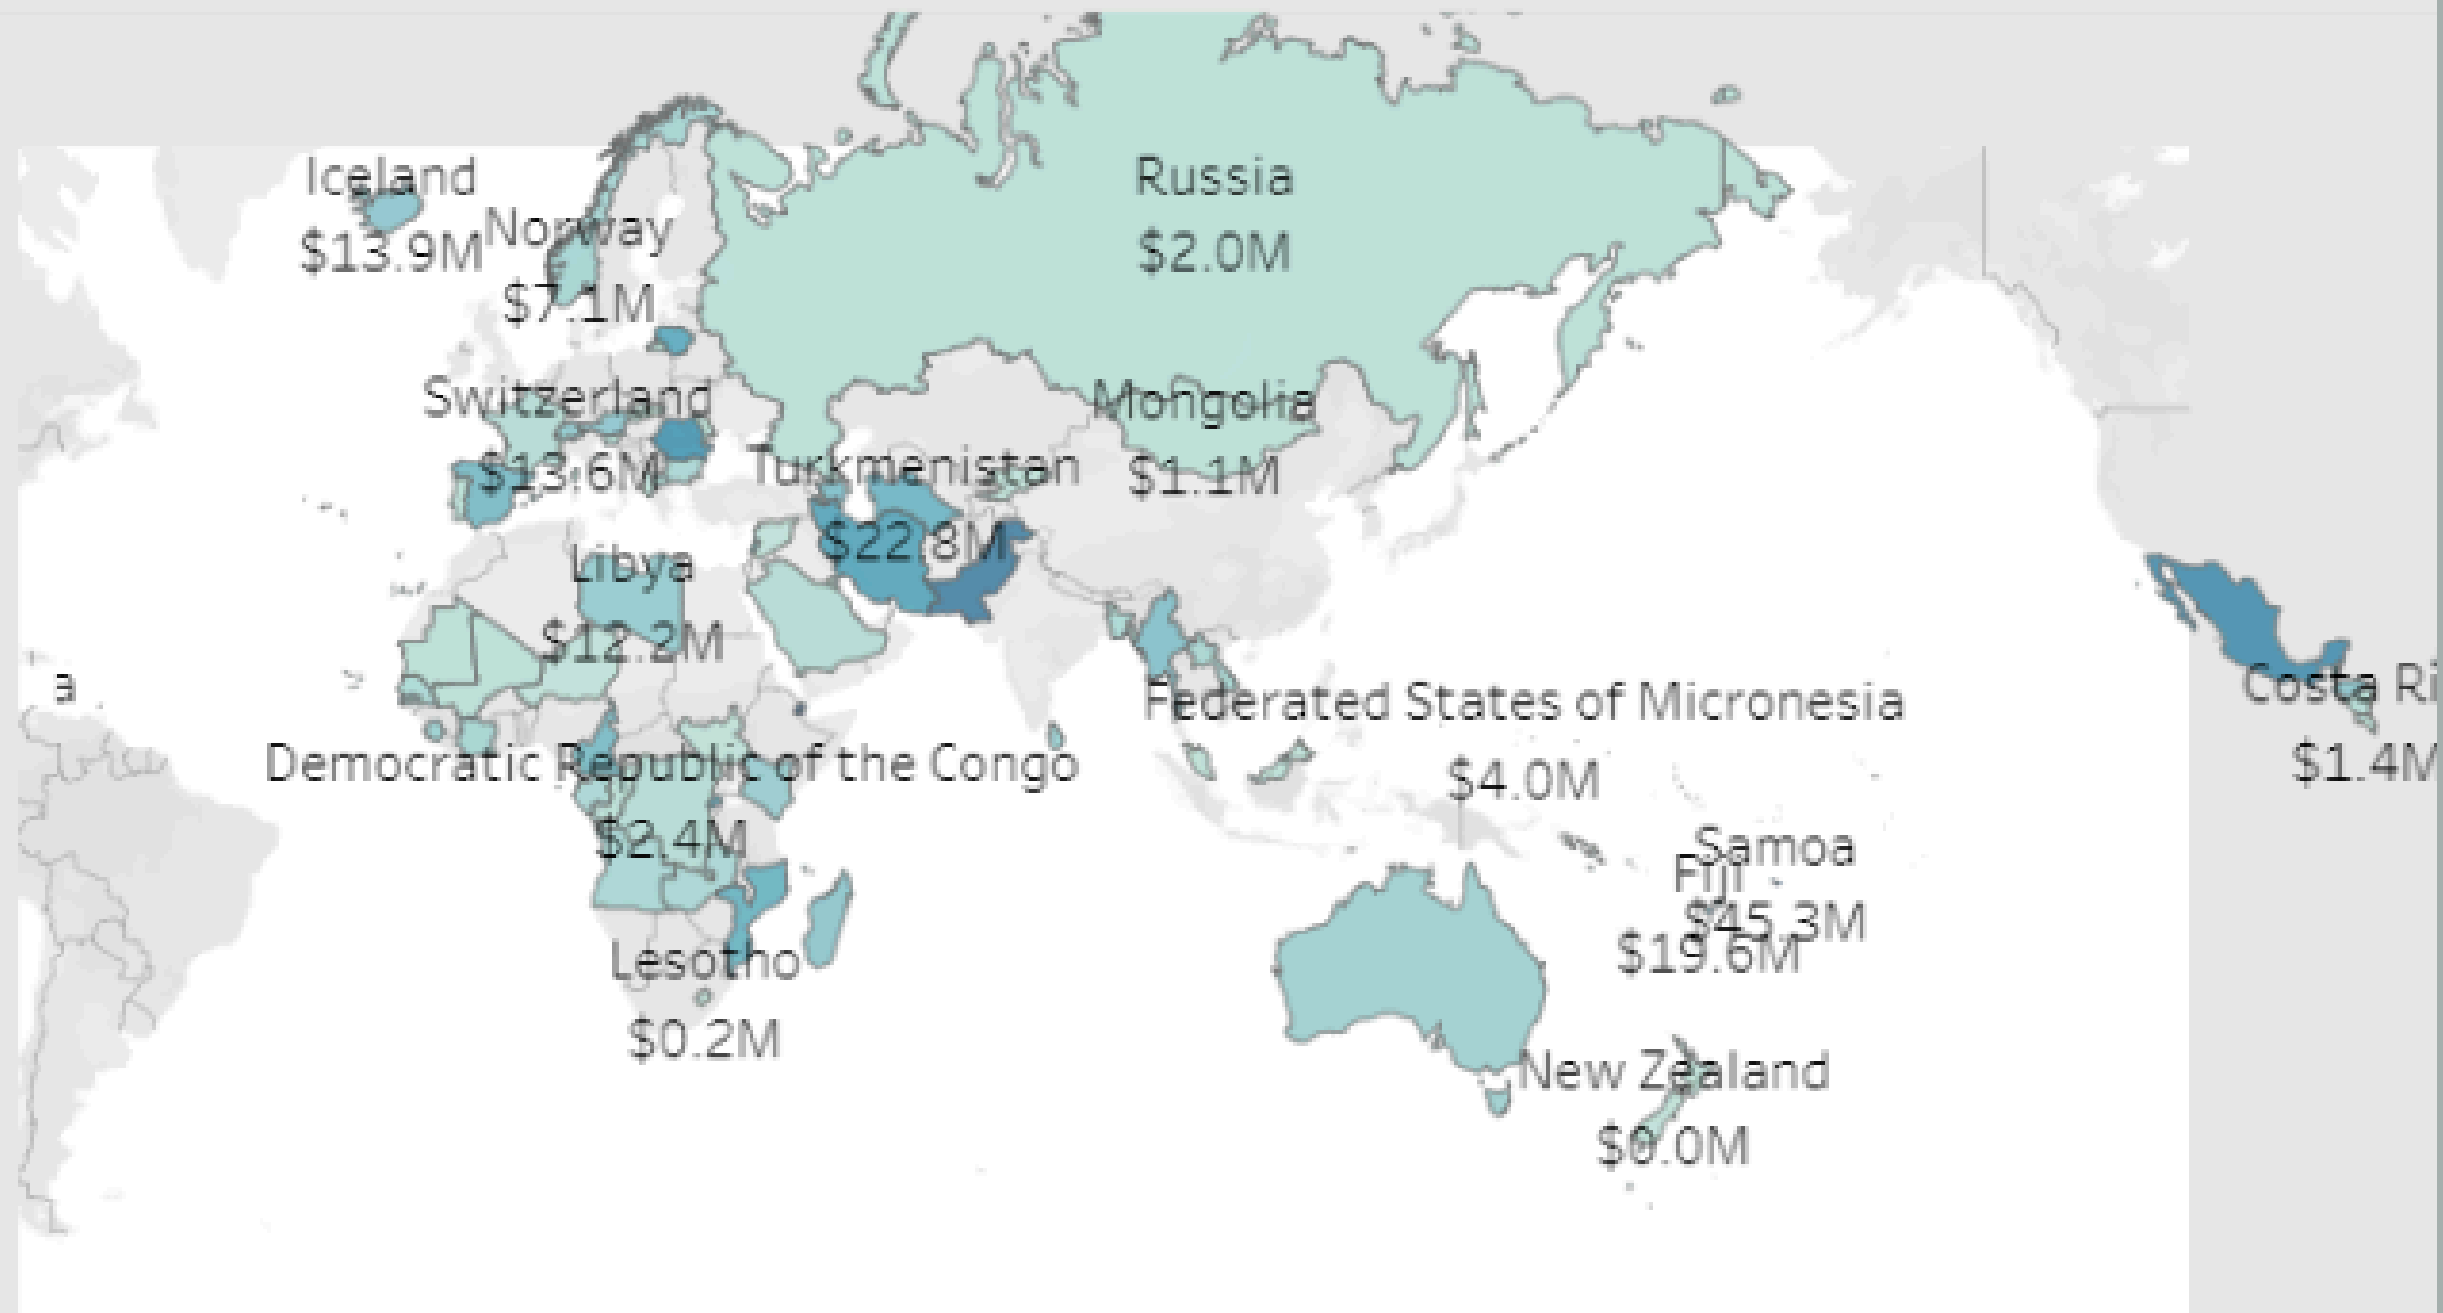 Iceland
$13.9M
Norway
$7.1M
Russia
$2.0M
Switzerland
$13.6M
Mongolia
$1.1M
Turkmenistan
$22.8M
Libya
$12.2M
a
Federated States of Micronesia
$4.0M
Costa Ri
$1.4M
Democratic Republic of the Congo
$2.4M
Samoa
$45.3M
Fiji
$19.6M
Lesotho
$0.2M
New Zealand
$0.0M